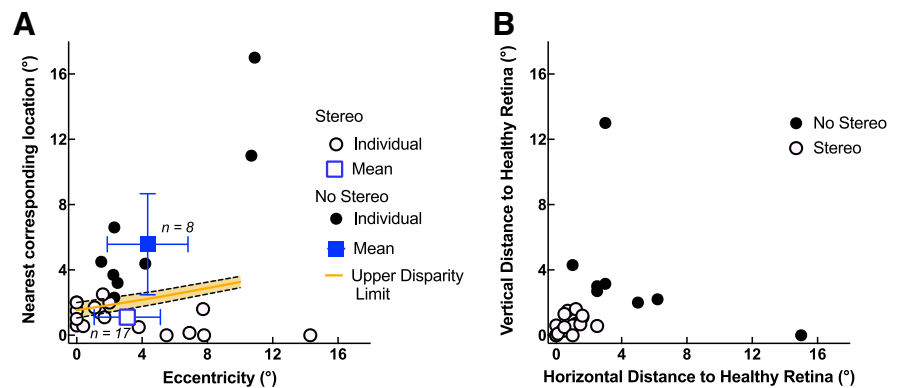 A
Nearest corresponding location (°)
16
12
8
4
0
0 4 8 12 16
Eccentricity (°)
n = 8
n = 17
Stereo
Individual
Mean
No Stereo
Individual
Mean
Upper Disparity
Limit
B
Vertical Distance to Healthy Retina (°)
16
12
8
4
0
0 4 8 12 16
Horizontal Distance to Healthy Retina (°)
No Stereo
Stereo